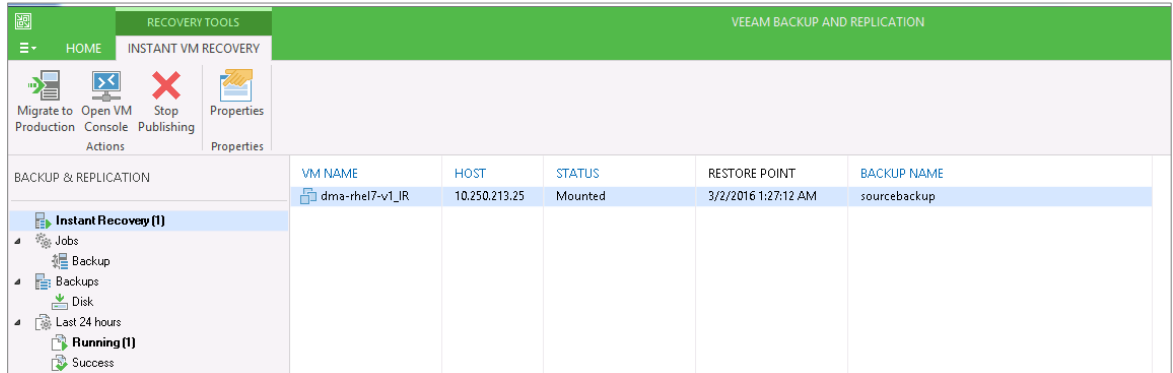 RECOVERY TOOLS
VEEAM BACKUP AND REPLICATION
HOME
INSTANT VM RECOVERY
Migrate to Production
Open VM Console
Stop Publishing
Properties
Actions
Properties
BACKUP & REPLICATION
Instant Recovery (1)
Jobs
Backup
Backups
Disk
Last 24 hours
Running (1)
Success
VM NAME HOST STATUS RESTORE POINT BACKUP NAME
dma-rhel7-v1_IR 10.250.213.25 Mounted 3/2/2016 1:27:12 AM sourcebackup